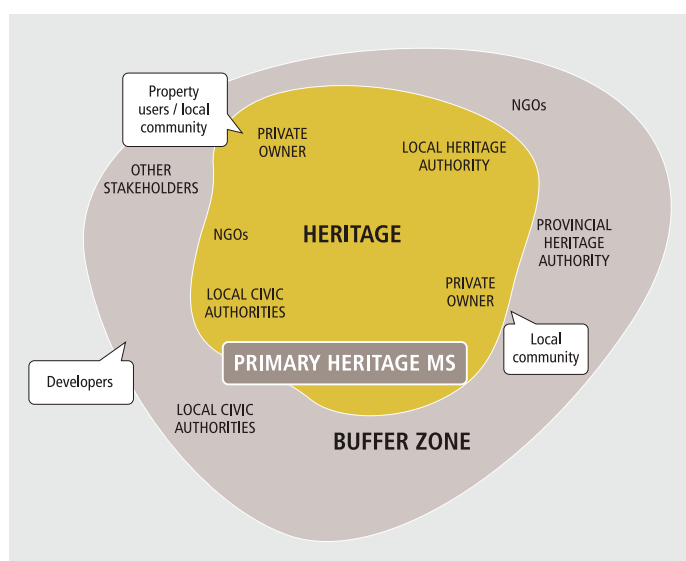 Property
users / local
community
NGOs
PRIVATE
OWNER
LOCAL HERITAGE
AUTHORITY
OTHER
STAKEHOLDERS
NGOs
HERITAGE
PROVINCIAL
HERITAGE
AUTHORITY
LOCAL CIVIC
AUTHORITIES
PRIVATE
OWNER
Local
community
PRIMARY HERITAGE MS
Developers
LOCAL CIVIC
AUTHORITIES
BUFFER ZONE